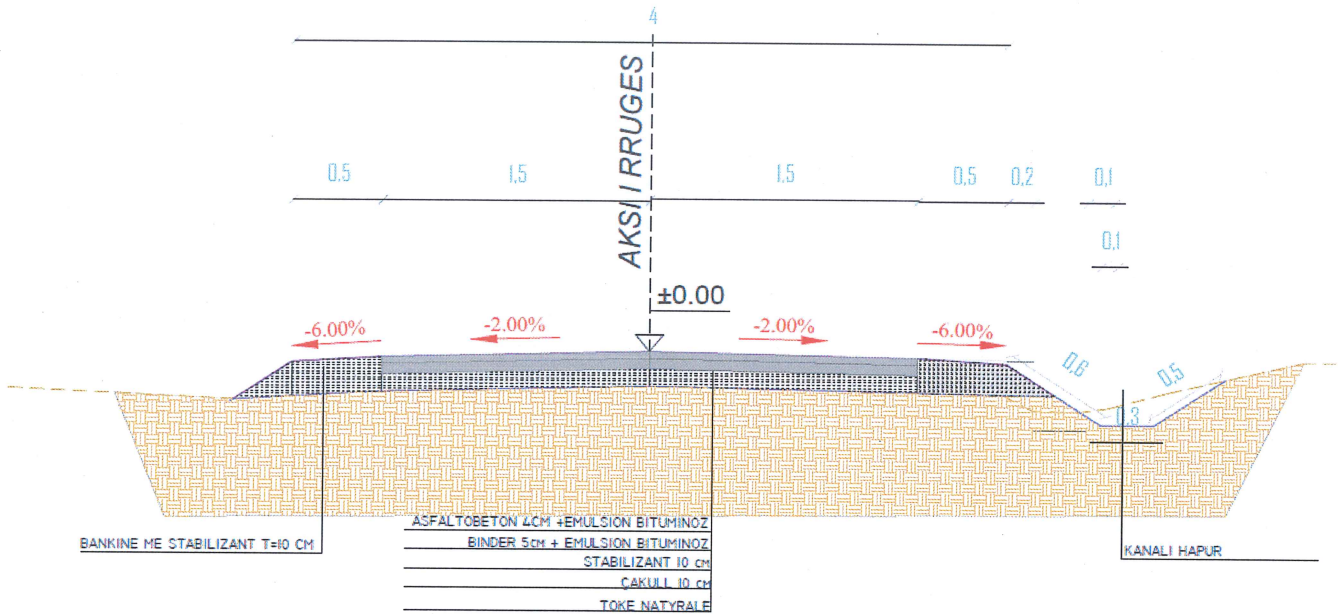 4
AKSI I RRUGES
0,5 1,5 1.5 0,5 0,2 0,1
0,1
±0.00
-6.00% -2.00% -2.00% -6.00%
0,6 0,5
0,3
ASFALTOBETON 4CM +EMULSION BITUMINOZ
BINDER 5CM + EMULSION BITUMINOZ
STABILIZANT 10 CM
ÇAKULL 10 CM
TOKE NATYRALE
BANKINE ME STABILIZANT T=10 CM
KANALI HAPUR